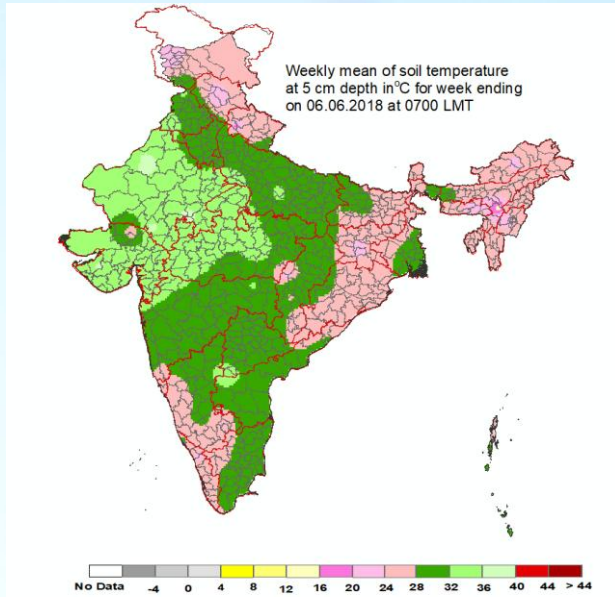 Weekly mean of soil temperature
at 5 cm depth in°C for week ending
on 06.06.2018 at 0700 LMT
No Data -4 0 4 8 12 16 20 24 28 32 36 40 44 > 44